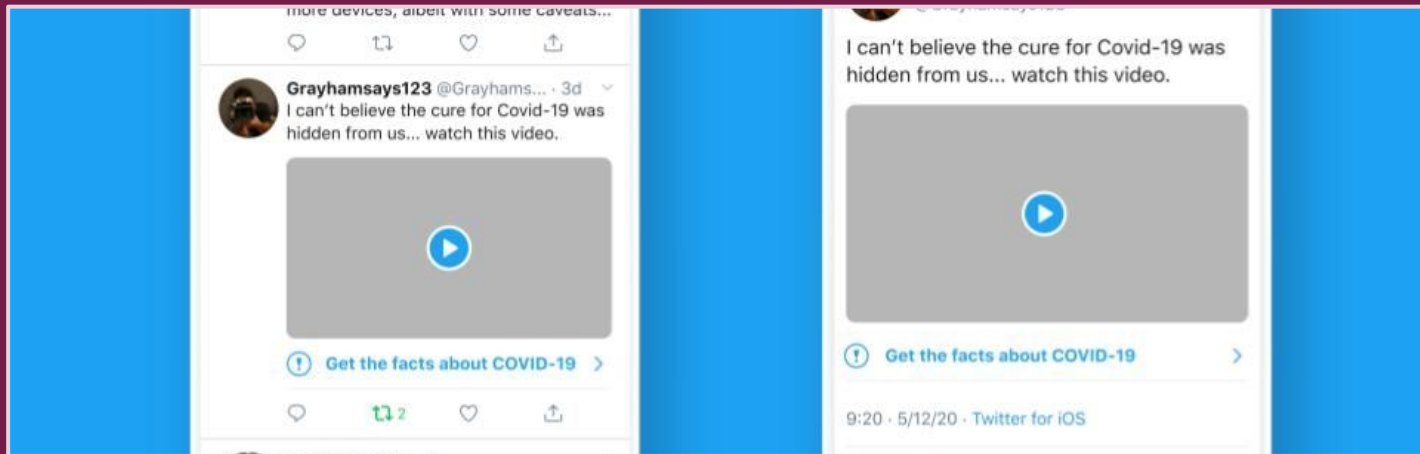 more devices, albeit with some caveats...
Grayhamsays123 @Grayhams... · 3d
I can't believe the cure for Covid-19 was
hidden from us... watch this video.
Get the facts about COVID-19
2
I can't believe the cure for Covid-19 was
hidden from us... watch this video.
Get the facts about COVID-19
9:20 · 5/12/20 · Twitter for iOS